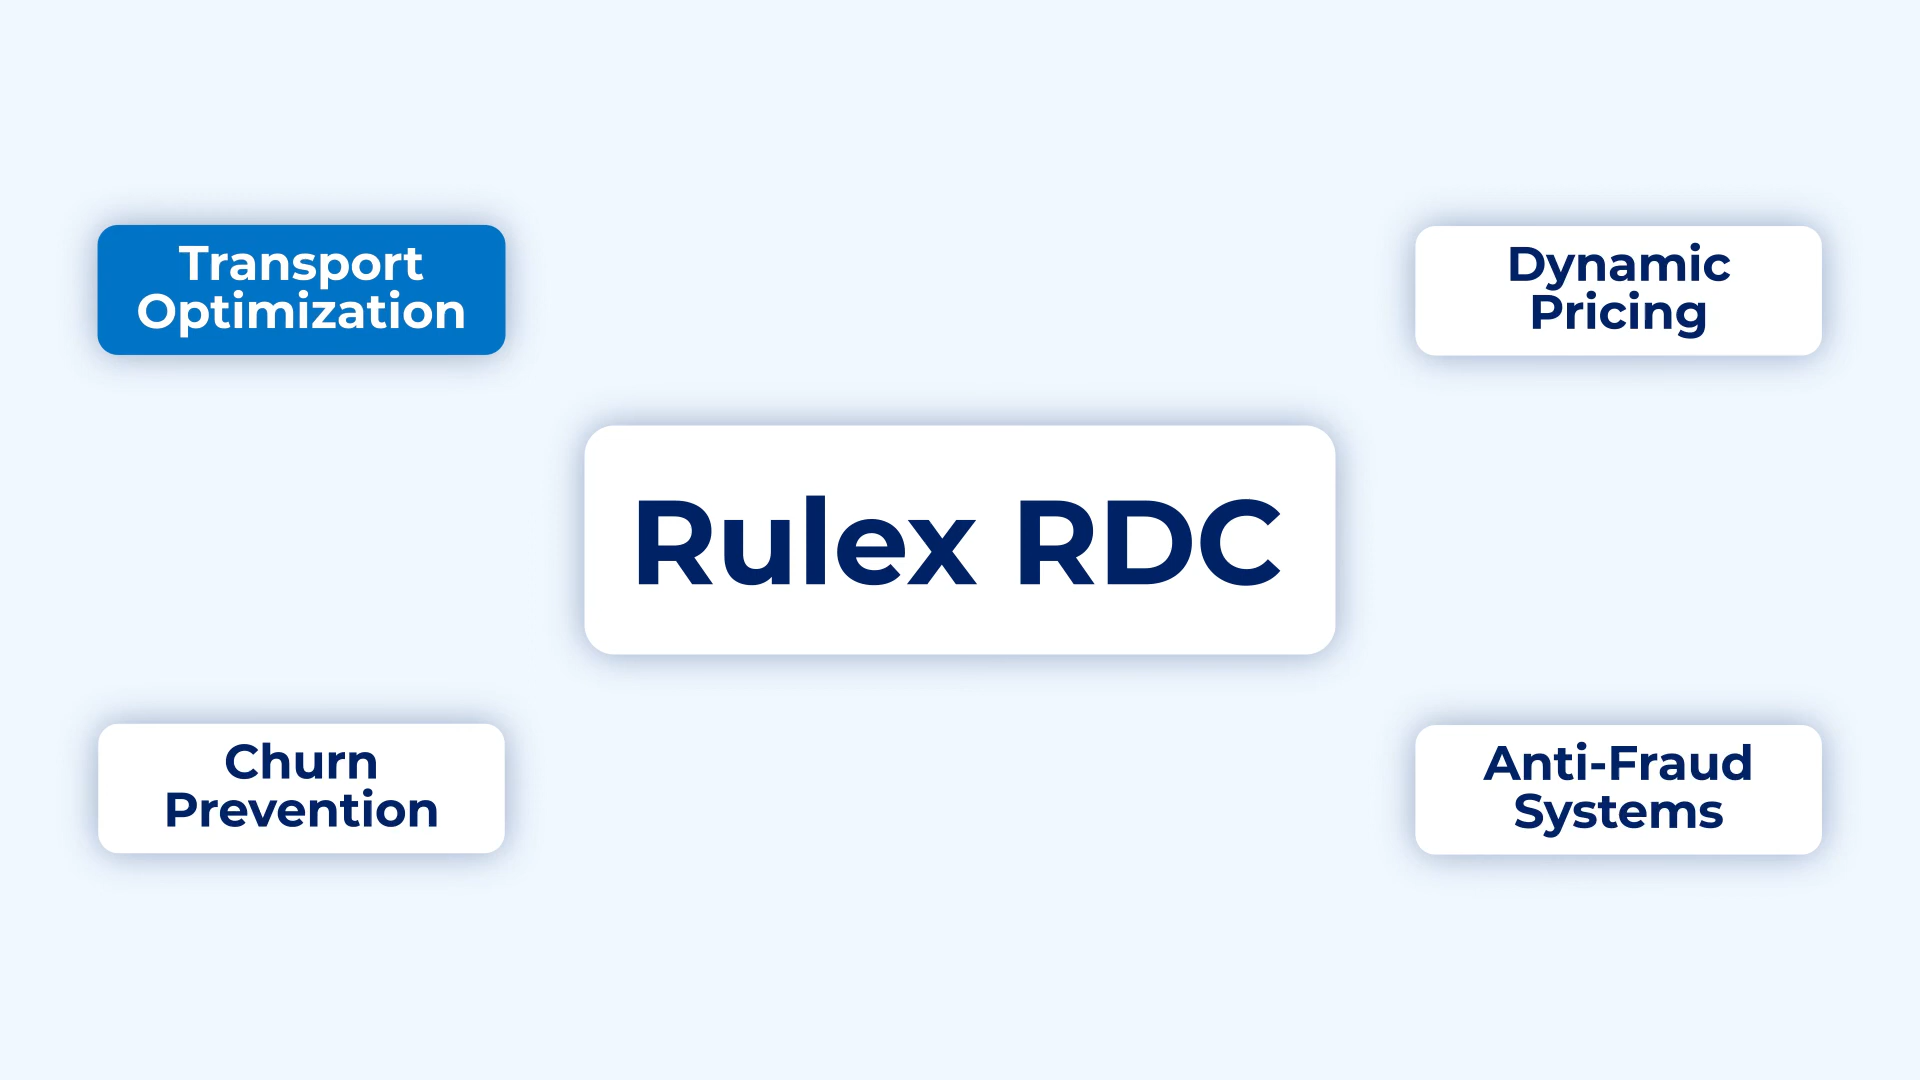 Transport
Optimization
Dynamic
Pricing
Rulex RDC
Churn
Prevention
Anti-Fraud
Systems